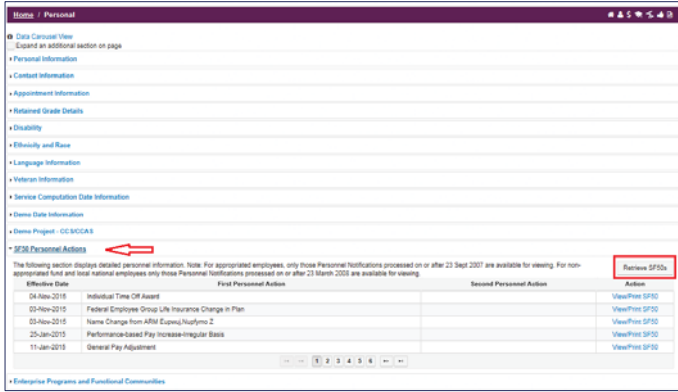 Home / Personal
Data Carousel View
Expand an additional section on page
Personal Information
Contact Information
Appointment Information
Retained Grade Details
Disability
Ethnicity and Race
Language Information
Veteran Information
Service Computation Date Information
Demo Date Information
Demo Project - CCS/CCAS
SF50 Personnel Actions
The following section displays detailed personnel information. Note: For appropriated employees, only those Personnel Notifications processed on or after 23 Sept 2007 are available for viewing. For non-
appropriated fund and local national employees only those Personnel Notifications processed on or after 23 March 2008 are available for viewing.
Retrieve SF50s
Effective Date First Personnel Action Second Personnel Action Action
04-Nov-2015 Individual Time Off Award View/Print SF50
03-Nov-2015 Federal Employee Group Life Insurance Change in Plan View/Print SF50
03-Nov-2015 Name Change from ARM Eupwuj,Nupfymo Z View/Print SF50
25-Jan-2015 Performance-based Pay Increase-Irregular Basis View/Print SF50
11-Jan-2015 General Pay Adjustment View/Print SF50
1 2 3 4 5 6
Enterprise Programs and Functional Communities